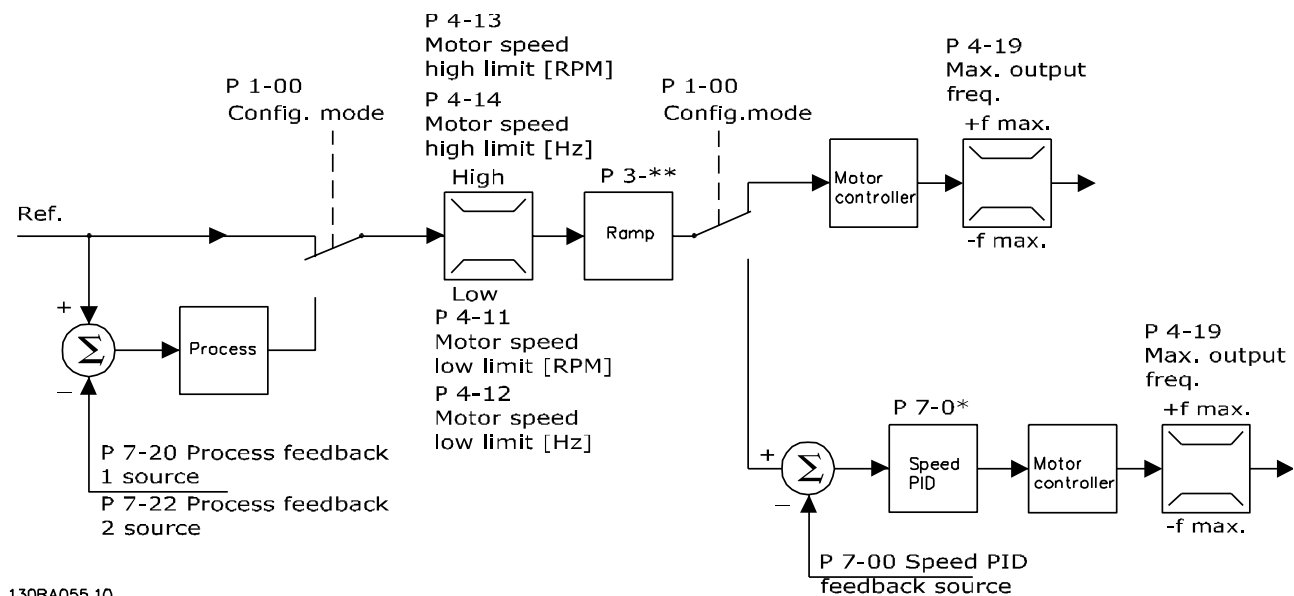 P 4-13
Motor speed
high limit [RPM]
P 4-14
Motor speed
high limit [Hz]
High
P 1-00
Config. mode
P 1-00
Config.mode
P 4-19
Max. output
freq.
+f max.
Motor
controller
-f max.
P 3-**
Ramp
Ref.
Low
P 4-11
Motor speed
low limit [RPM]
P 4-12
Motor speed
low limit [Hz]
+
Σ
−
Process
P 7-20 Process feedback
1 source
P 7-22 Process feedback
2 source
P 4-19
Max. output
freq.
+f max.
P 7-0*
+
Σ
−
Speed
PID
Motor
controller
-f max.
P 7-00 Speed PID
feedback source
130BA055.10